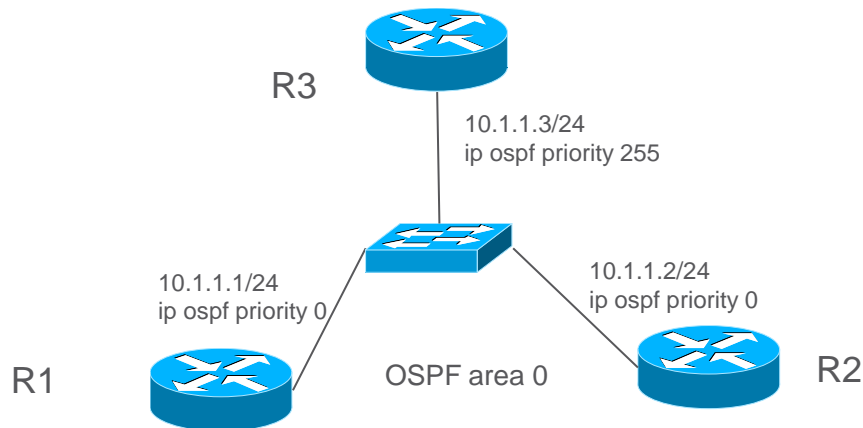 R3
10.1.1.3/24
ip ospf priority 255
10.1.1.1/24
ip ospf priority 0
10.1.1.2/24
ip ospf priority 0
R1
OSPF area 0
R2